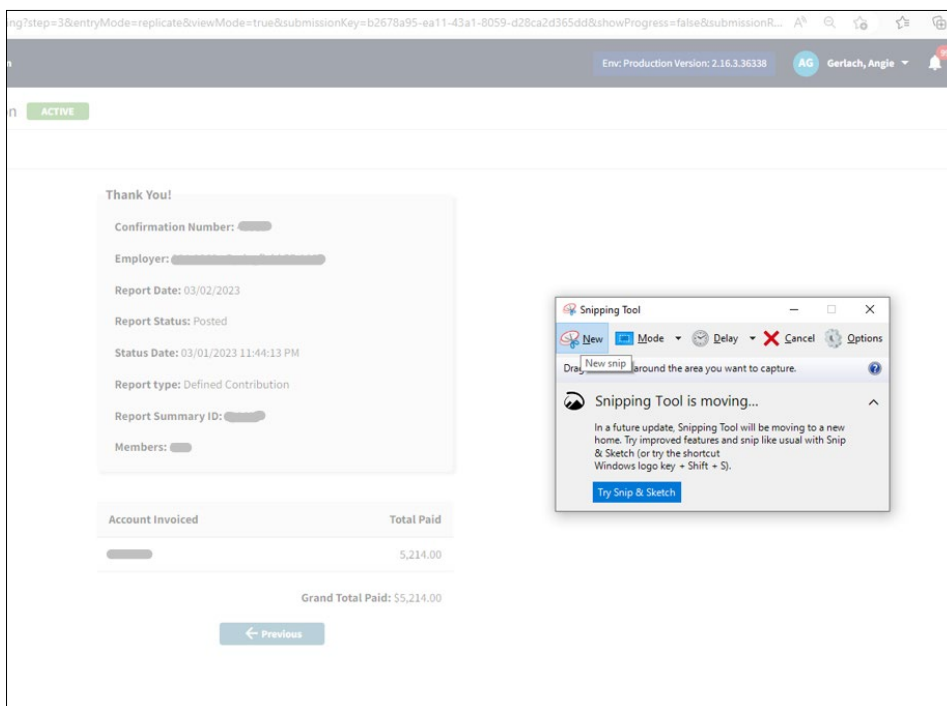 ng?step=3&entryMode=replicate&viewMode=true&submissionKey=b2678a95-ea11-43a1-8059-d28ca2d365dd&showProgress=false&submissionR...
n Env: Production Version: 2.16.3.36338 AG Gerlach, Angie
n ACTIVE
Thank You!
Confirmation Number:
Employer:
Report Date: 03/02/2023
Report Status: Posted
Status Date: 03/01/2023 11:44:13 PM
Report type: Defined Contribution
Report Summary ID:
Members:
Account Invoiced Total Paid
5,214.00
Grand Total Paid: $5,214.00
Previous
Snipping Tool
New Mode Delay Cancel Options
New snip
Drag around the area you want to capture.
Snipping Tool is moving...
In a future update, Snipping Tool will be moving to a new
home. Try improved features and snip like usual with Snip
& Sketch (or try the shortcut
Windows logo key + Shift + S).
Try Snip & Sketch